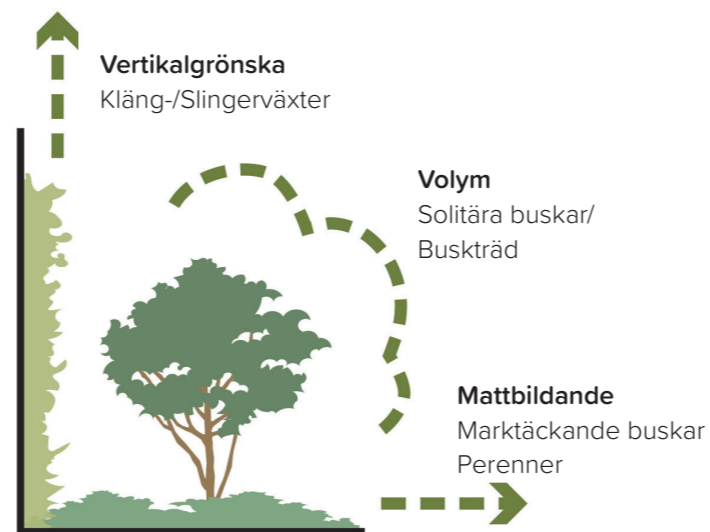 Vertikalgrönska
Kläng-/Slingerväxter
Volym
Solitära buskar/
Buskträd
Mattbildande
Marktäckande buskar
Perenner